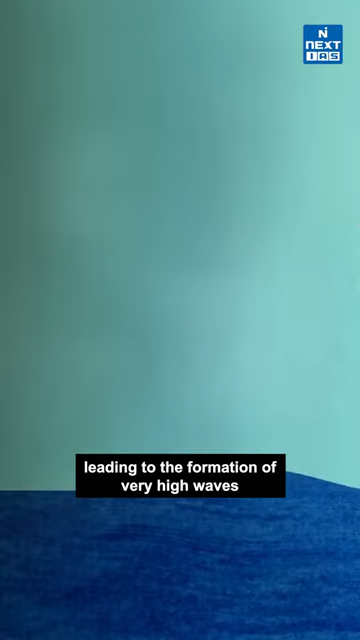 N
NEXT
IAS
leading to the formation of
very high waves